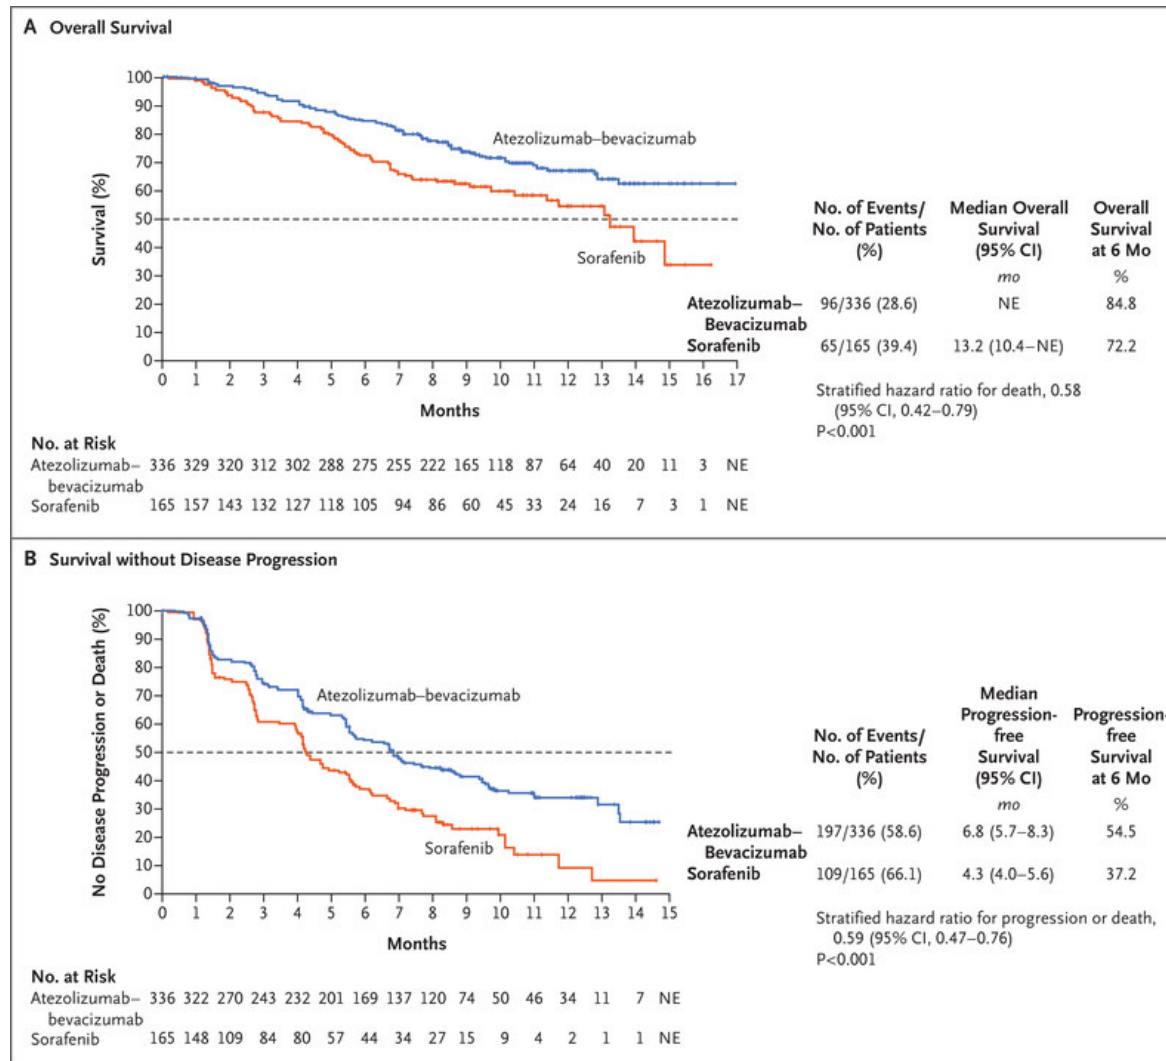 A Overall Survival
Survival (%)
100
90
80
70
60
50
40
30
20
10
0
Atezolizumab–bevacizumab
Sorafenib
0 1 2 3 4 5 6 7 8 9 10 11 12 13 14 15 16 17
Months
No. of Events/ Median Overall Overall
No. of Patients Survival Survival
(%) (95% CI) at 6 Mo
mo %
Atezolizumab– 96/336 (28.6) NE 84.8
Bevacizumab
Sorafenib 65/165 (39.4) 13.2 (10.4–NE) 72.2
Stratified hazard ratio for death, 0.58
(95% CI, 0.42–0.79)
P<0.001
No. at Risk
Atezolizumab– 336 329 320 312 302 288 275 255 222 165 118 87 64 40 20 11 3 NE
bevacizumab
Sorafenib 165 157 143 132 127 118 105 94 86 60 45 33 24 16 7 3 1 NE
B Survival without Disease Progression
No Disease Progression or Death (%)
100
90
80
70
60
50
40
30
20
10
0
Atezolizumab–bevacizumab
Sorafenib
0 1 2 3 4 5 6 7 8 9 10 11 12 13 14 15
Months
Median
Progression- Progression-
No. of Events/ free free
No. of Patients Survival Survival
(%) (95% CI) at 6 Mo
mo %
Atezolizumab– 197/336 (58.6) 6.8 (5.7–8.3) 54.5
Bevacizumab
Sorafenib 109/165 (66.1) 4.3 (4.0–5.6) 37.2
Stratified hazard ratio for progression or death,
0.59 (95% CI, 0.47–0.76)
P<0.001
No. at Risk
Atezolizumab– 336 322 270 243 232 201 169 137 120 74 50 46 34 11 7 NE
bevacizumab
Sorafenib 165 148 109 84 80 57 44 34 27 15 9 4 2 1 1 NE